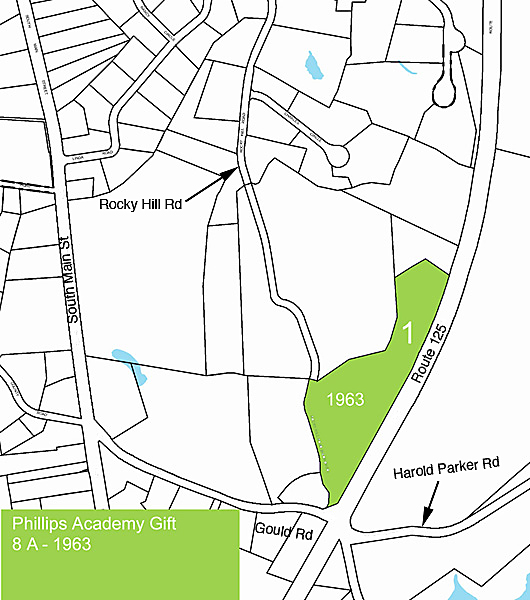 Rocky Hill Rd
South Main St
1
Route 125
1963
Harold Parker Rd
Gould Rd
Phillips Academy Gift
8 A - 1963